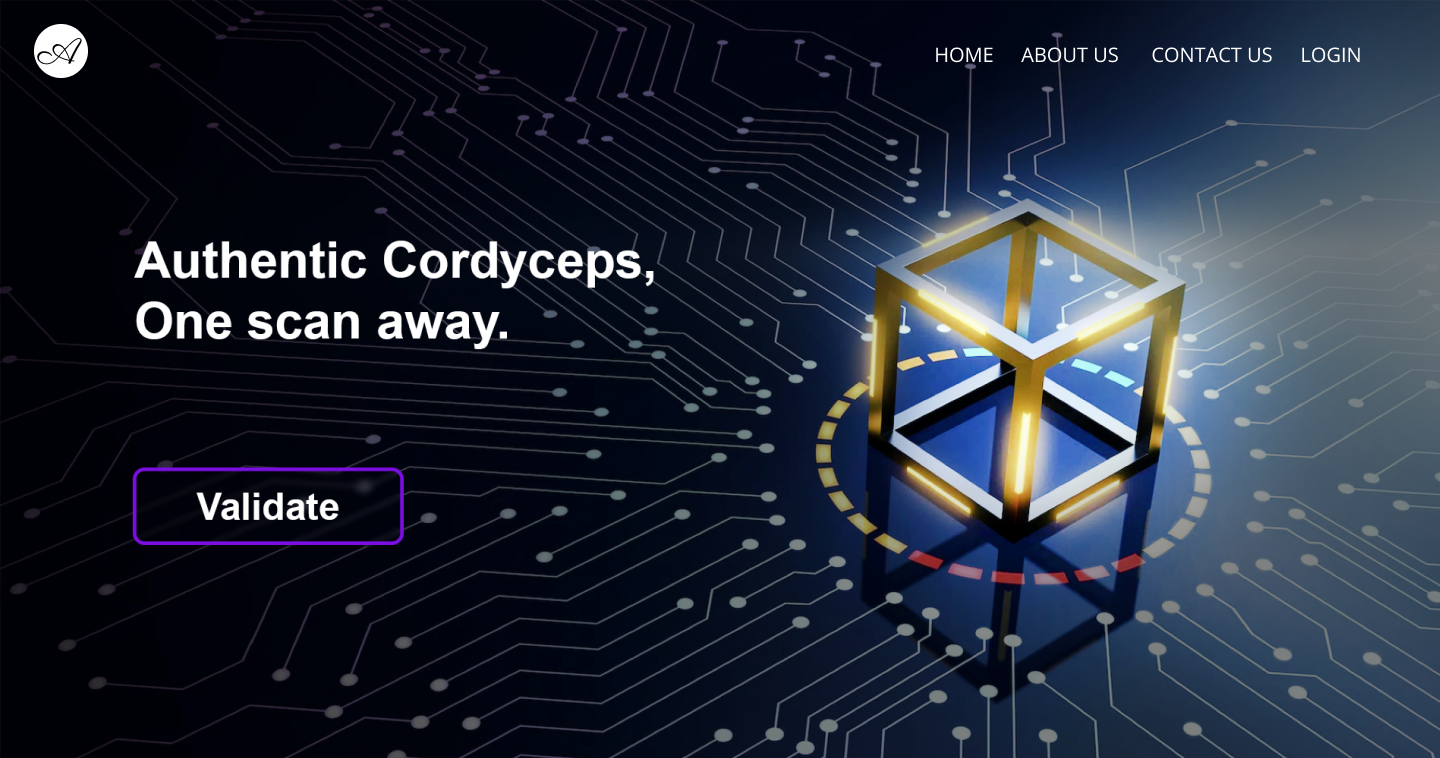 A
HOME ABOUT US CONTACT US LOGIN
Authentic Cordyceps,
One scan away.
Validate